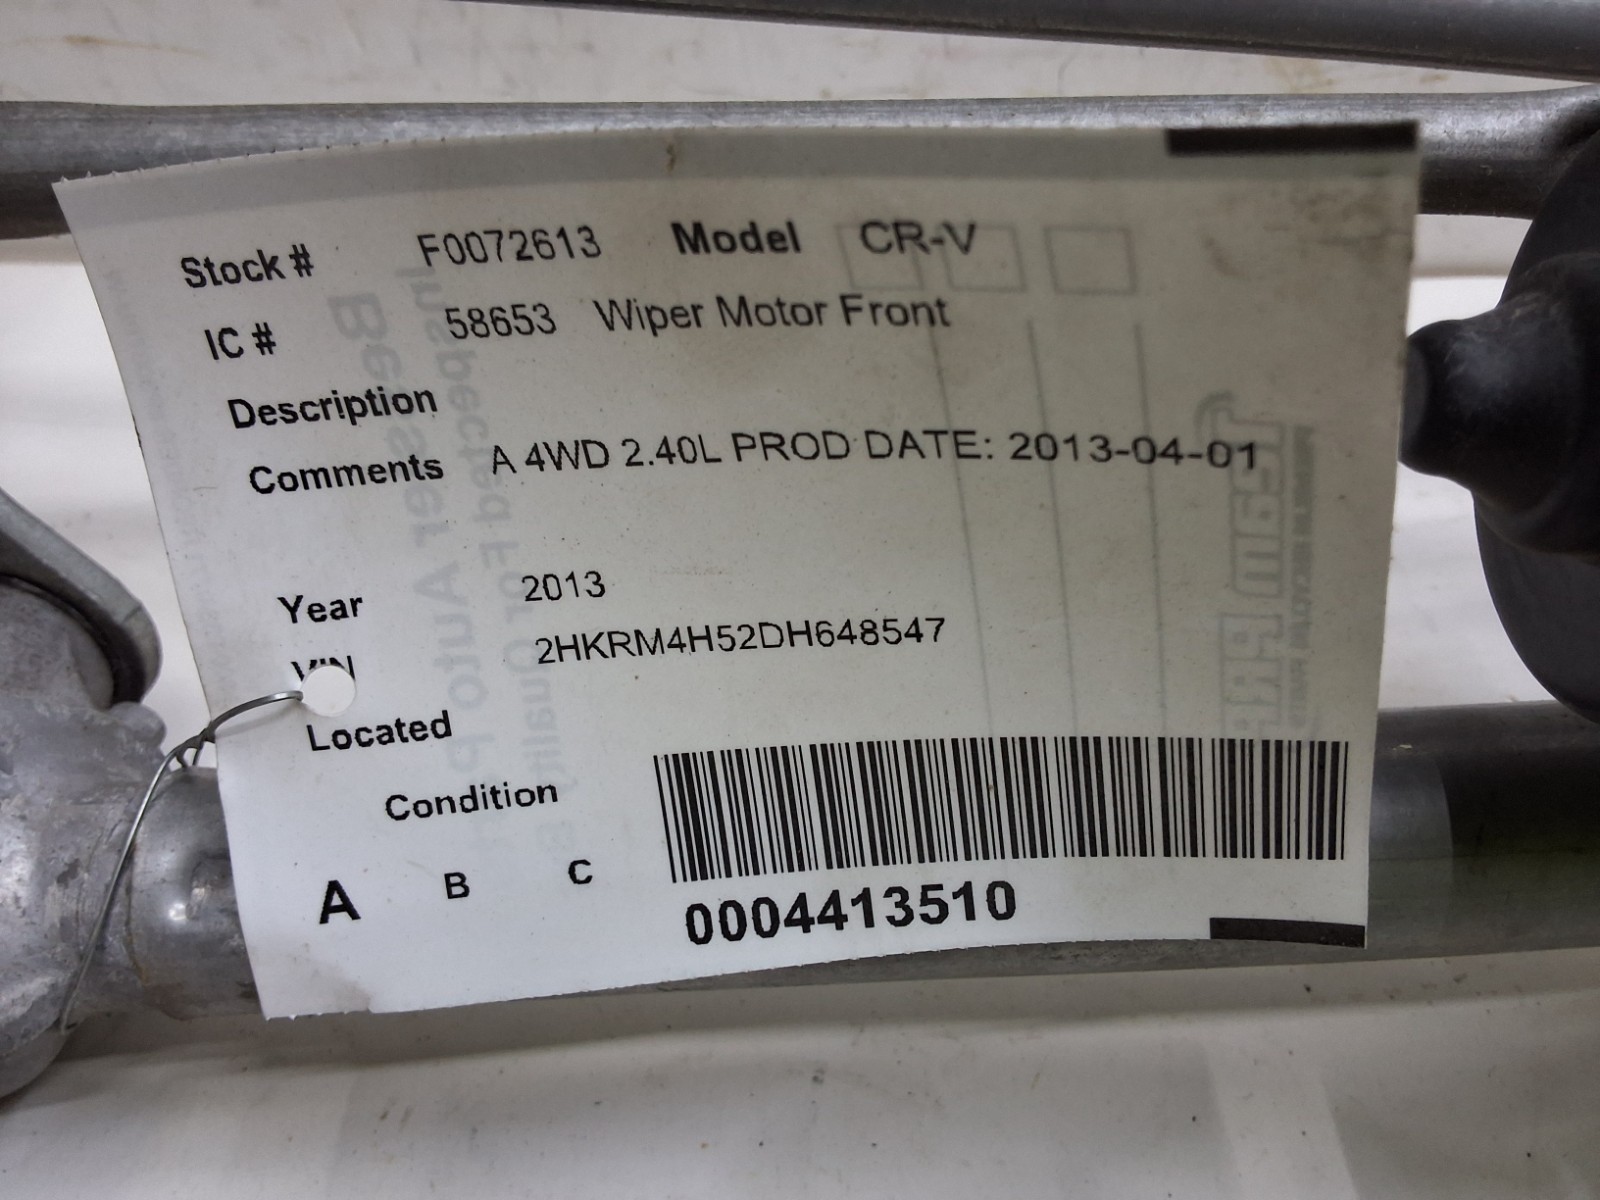 Stock # F0072613 Model CR-V
IC # 58653 Wiper Motor Front
Description
Comments A 4WD 2.40L PROD DATE: 2013-04-01
Year 2013
VIN 2HKRM4H52DH648547
Located
Condition
A B C
0004413510